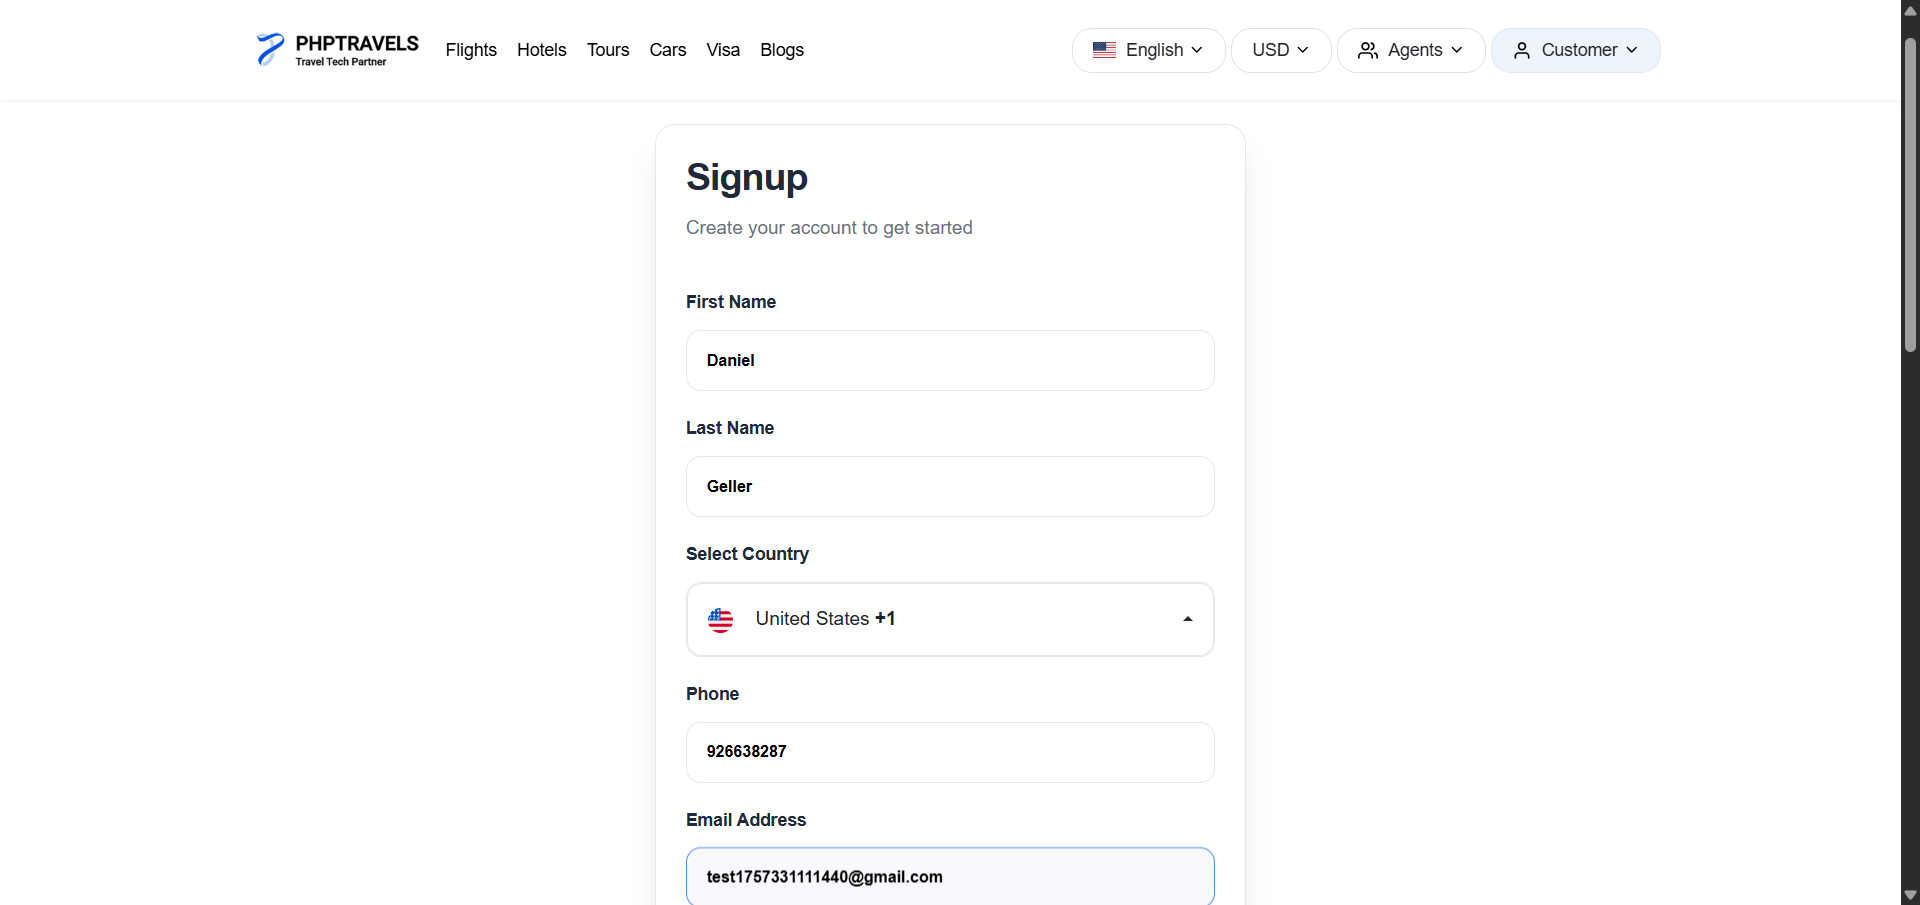 PHPTRAVELS
Travel Tech Partner
Flights Hotels Tours Cars Visa Blogs
English USD Agents Customer
Signup
Create your account to get started
First Name
Daniel
Last Name
Geller
Select Country
United States +1
Phone
926638287
Email Address
test1757331111440@gmail.com